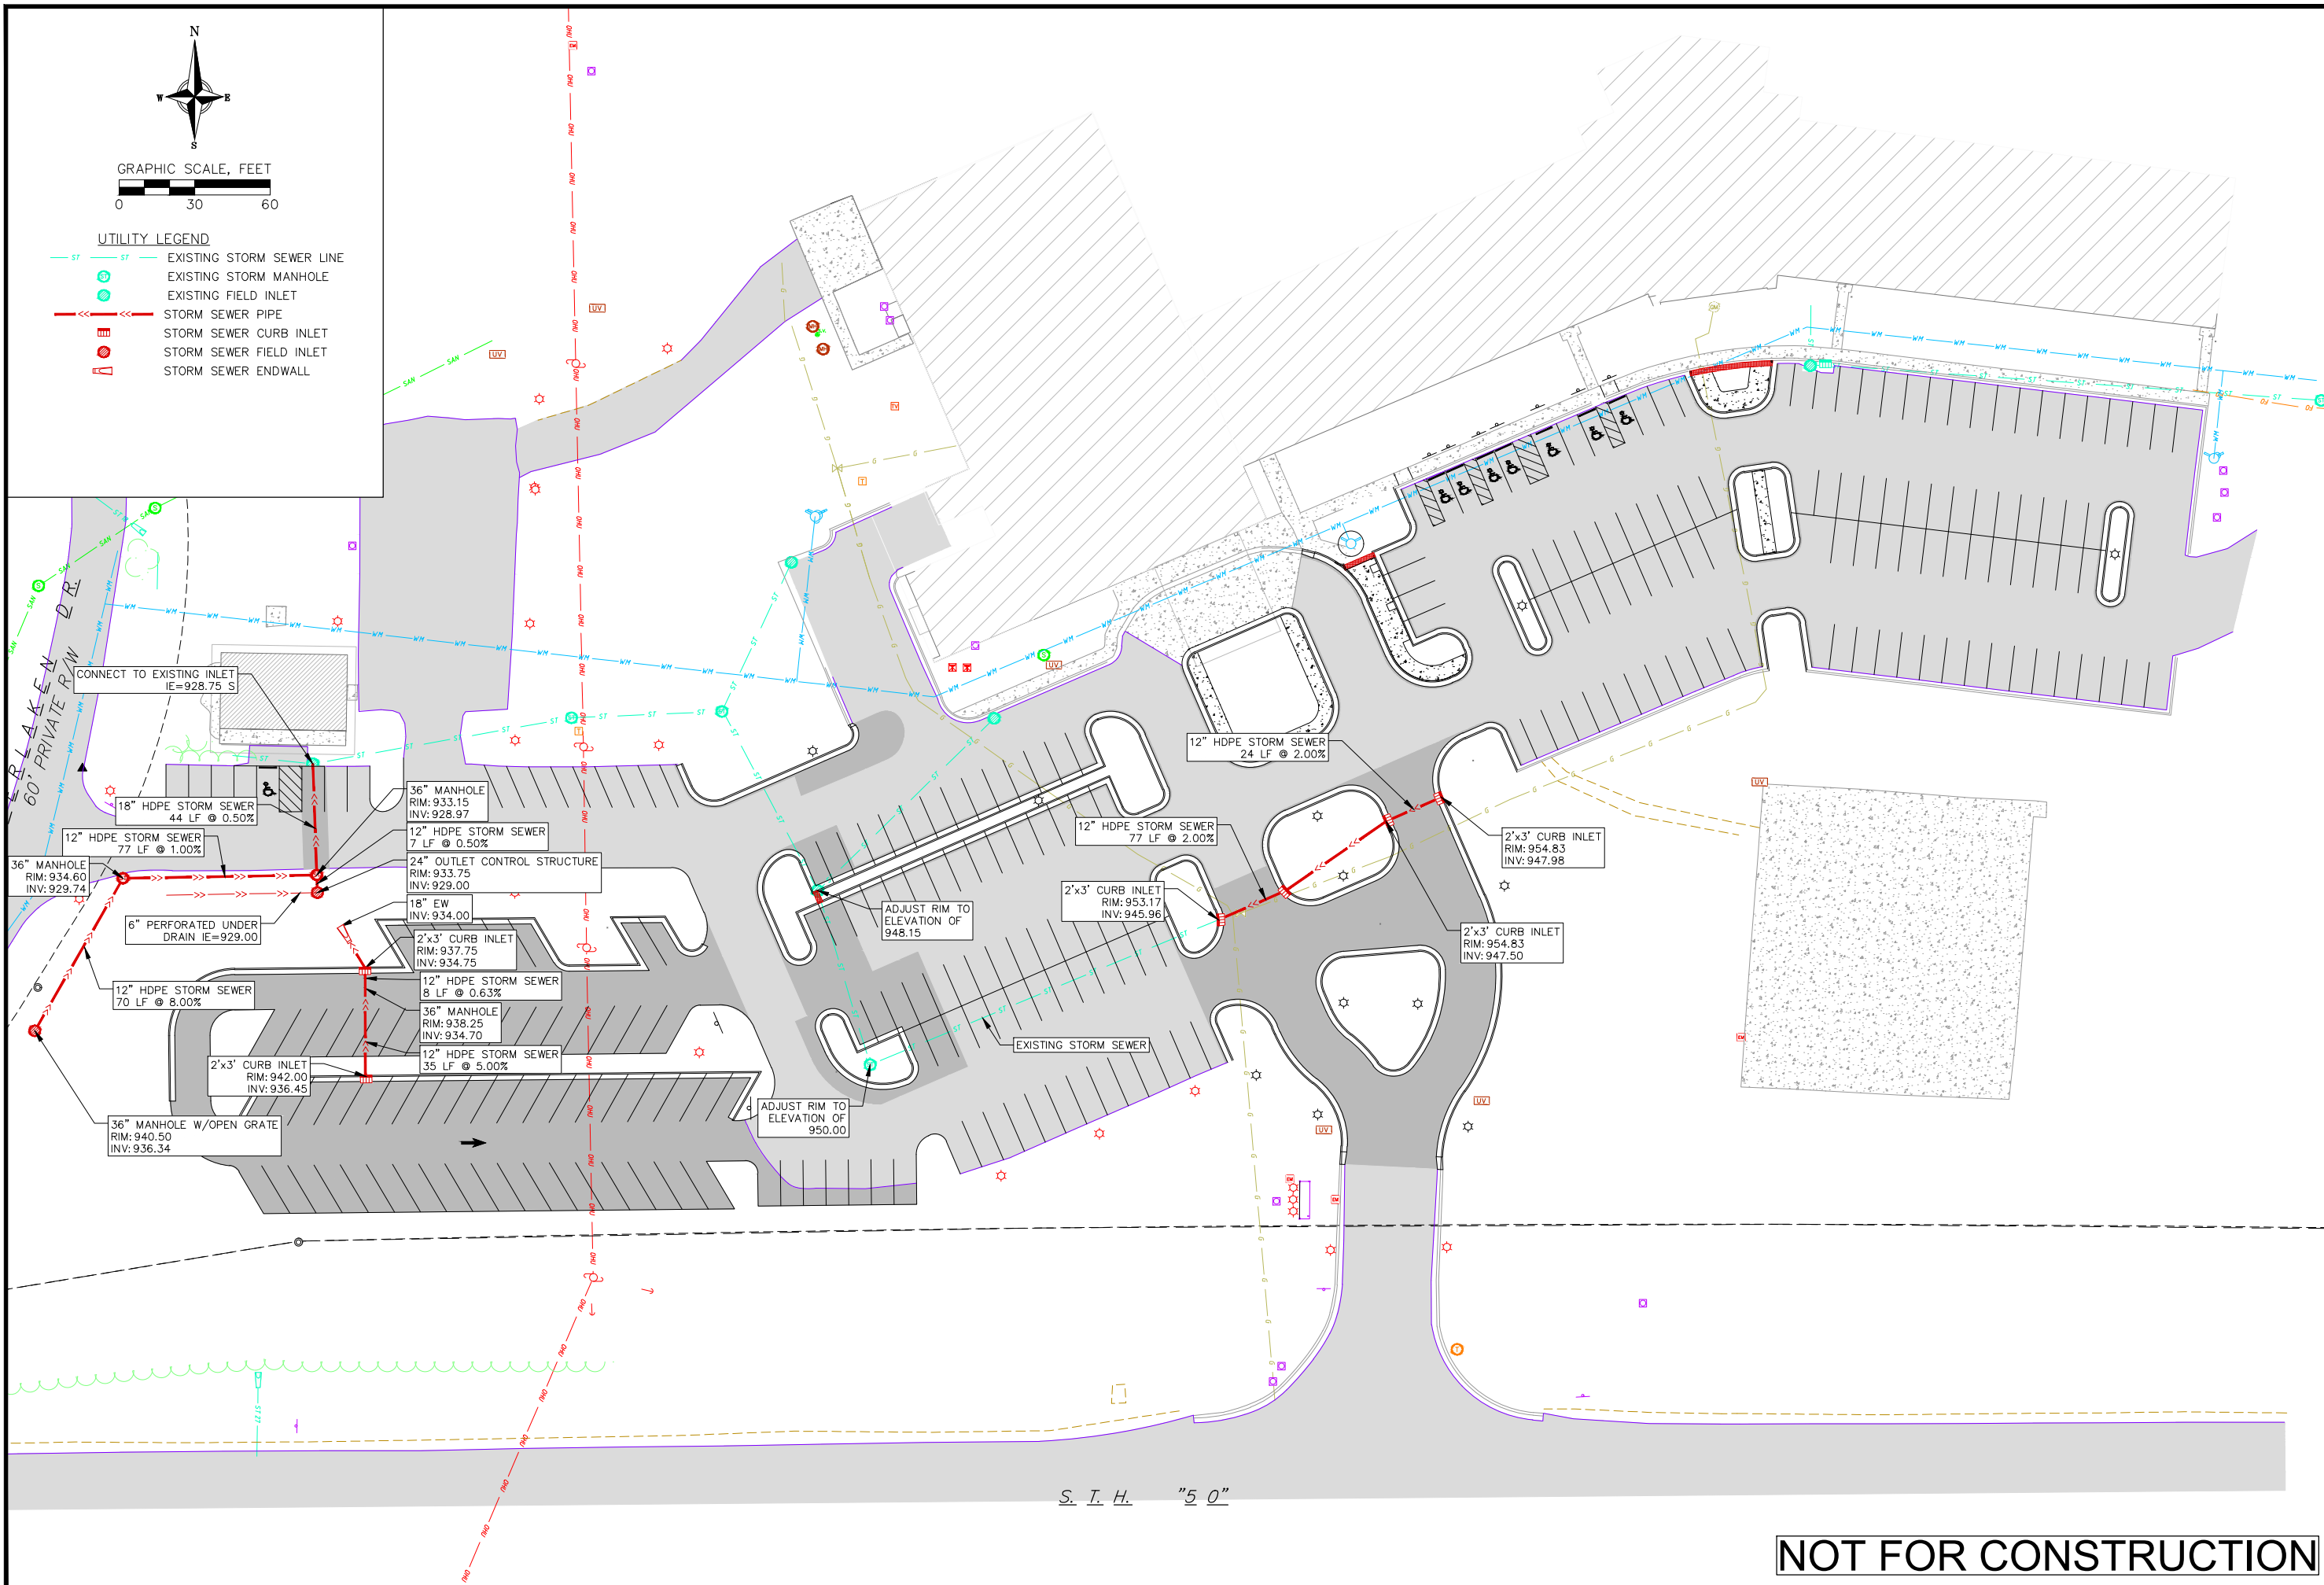 N
W E
S
GRAPHIC SCALE, FEET
0 30 60
UTILITY LEGEND
ST ST EXISTING STORM SEWER LINE
EXISTING STORM MANHOLE
EXISTING FIELD INLET
STORM SEWER PIPE
STORM SEWER CURB INLET
STORM SEWER FIELD INLET
STORM SEWER ENDWALL
D R.
60' PRIVATE R/W
CONNECT TO EXISTING INLET
IE=928.75 S
18" HDPE STORM SEWER
44 LF @ 0.50%
12" HDPE STORM SEWER
77 LF @ 1.00%
36" MANHOLE
RIM: 934.60
INV: 929.74
6" PERFORATED UNDER
DRAIN IE=929.00
12" HDPE STORM SEWER
70 LF @ 8.00%
36" MANHOLE W/OPEN GRATE
RIM: 940.50
INV: 936.34
36" MANHOLE
RIM: 933.15
INV: 928.97
12" HDPE STORM SEWER
7 LF @ 0.50%
24" OUTLET CONTROL STRUCTURE
RIM: 933.75
INV: 929.00
18" EW
INV: 934.00
2'x3' CURB INLET
RIM: 937.75
INV: 934.75
12" HDPE STORM SEWER
8 LF @ 0.63%
36" MANHOLE
RIM: 938.25
INV: 934.70
12" HDPE STORM SEWER
35 LF @ 5.00%
2'x3' CURB INLET
RIM: 942.00
INV: 936.45
ADJUST RIM TO
ELEVATION OF
948.15
ADJUST RIM TO
ELEVATION OF
950.00
EXISTING STORM SEWER
12" HDPE STORM SEWER
24 LF @ 2.00%
12" HDPE STORM SEWER
77 LF @ 2.00%
2'x3' CURB INLET
RIM: 953.17
INV: 945.96
2'x3' CURB INLET
RIM: 954.83
INV: 947.98
2'x3' CURB INLET
RIM: 954.83
INV: 947.50
S. T. H. "5 0"
NOT FOR CONSTRUCTION